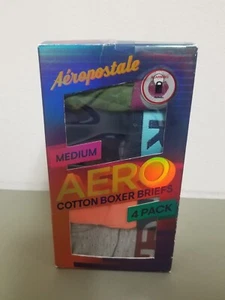 Aéropostale
MEDIUM
AERO
COTTON BOXER BRIEFS
4 PACK